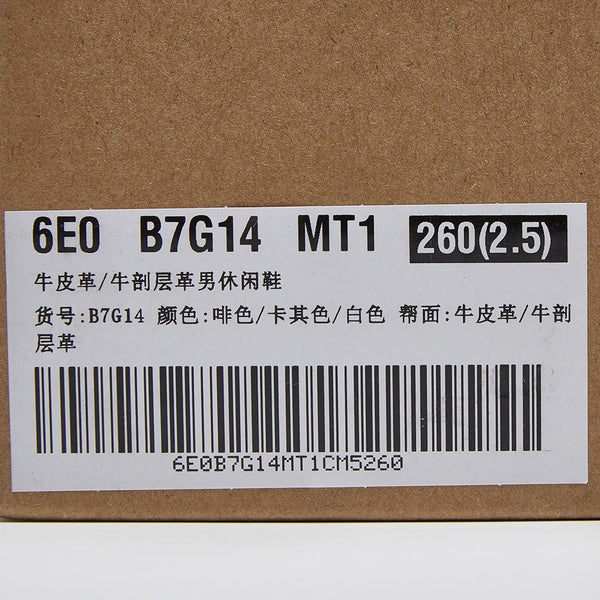 6E0 B7G14 MT1 260(2.5)
牛皮革/牛剖层革男休闲鞋
货号:B7G14 颜色:啡色/卡其色/白色 帮面:牛皮革/牛剖
层革
6E0B7G14MT1CM5260